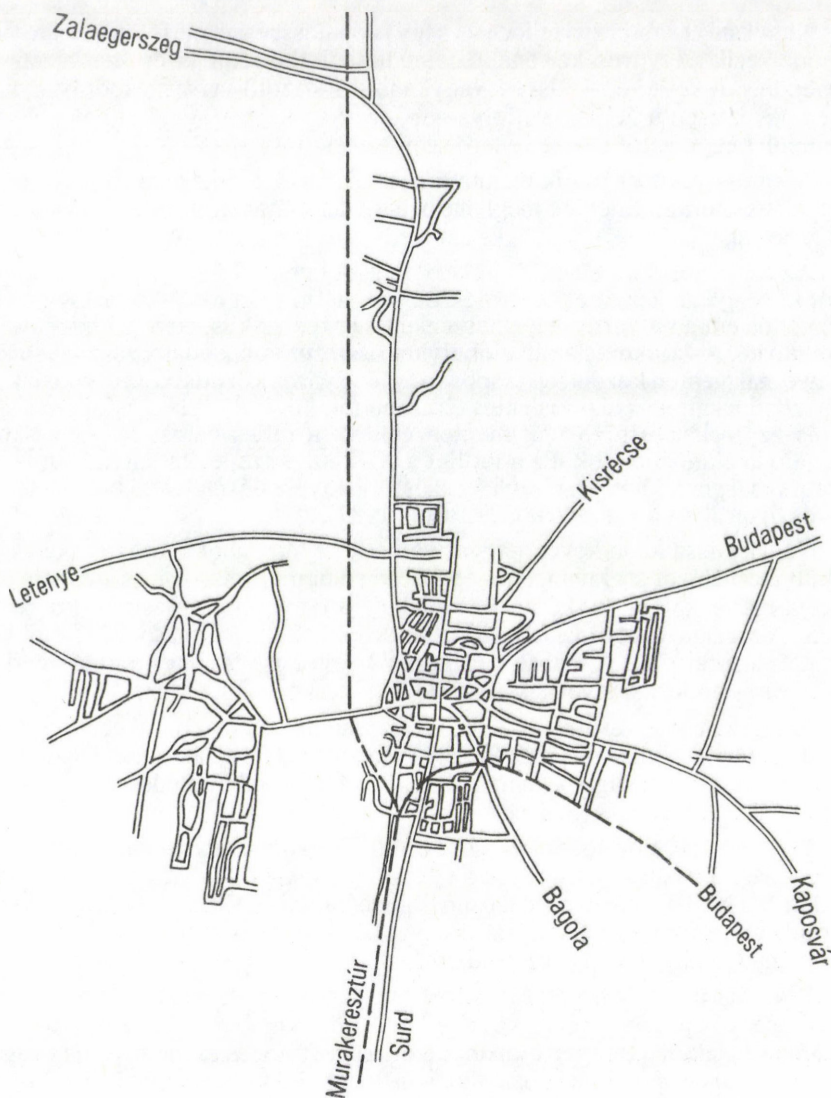 Zalaegerszeg
Kisrécse
Budapest
Letenye
Bagola
Budapest
Kaposvár
Murakeresztúr
Surd